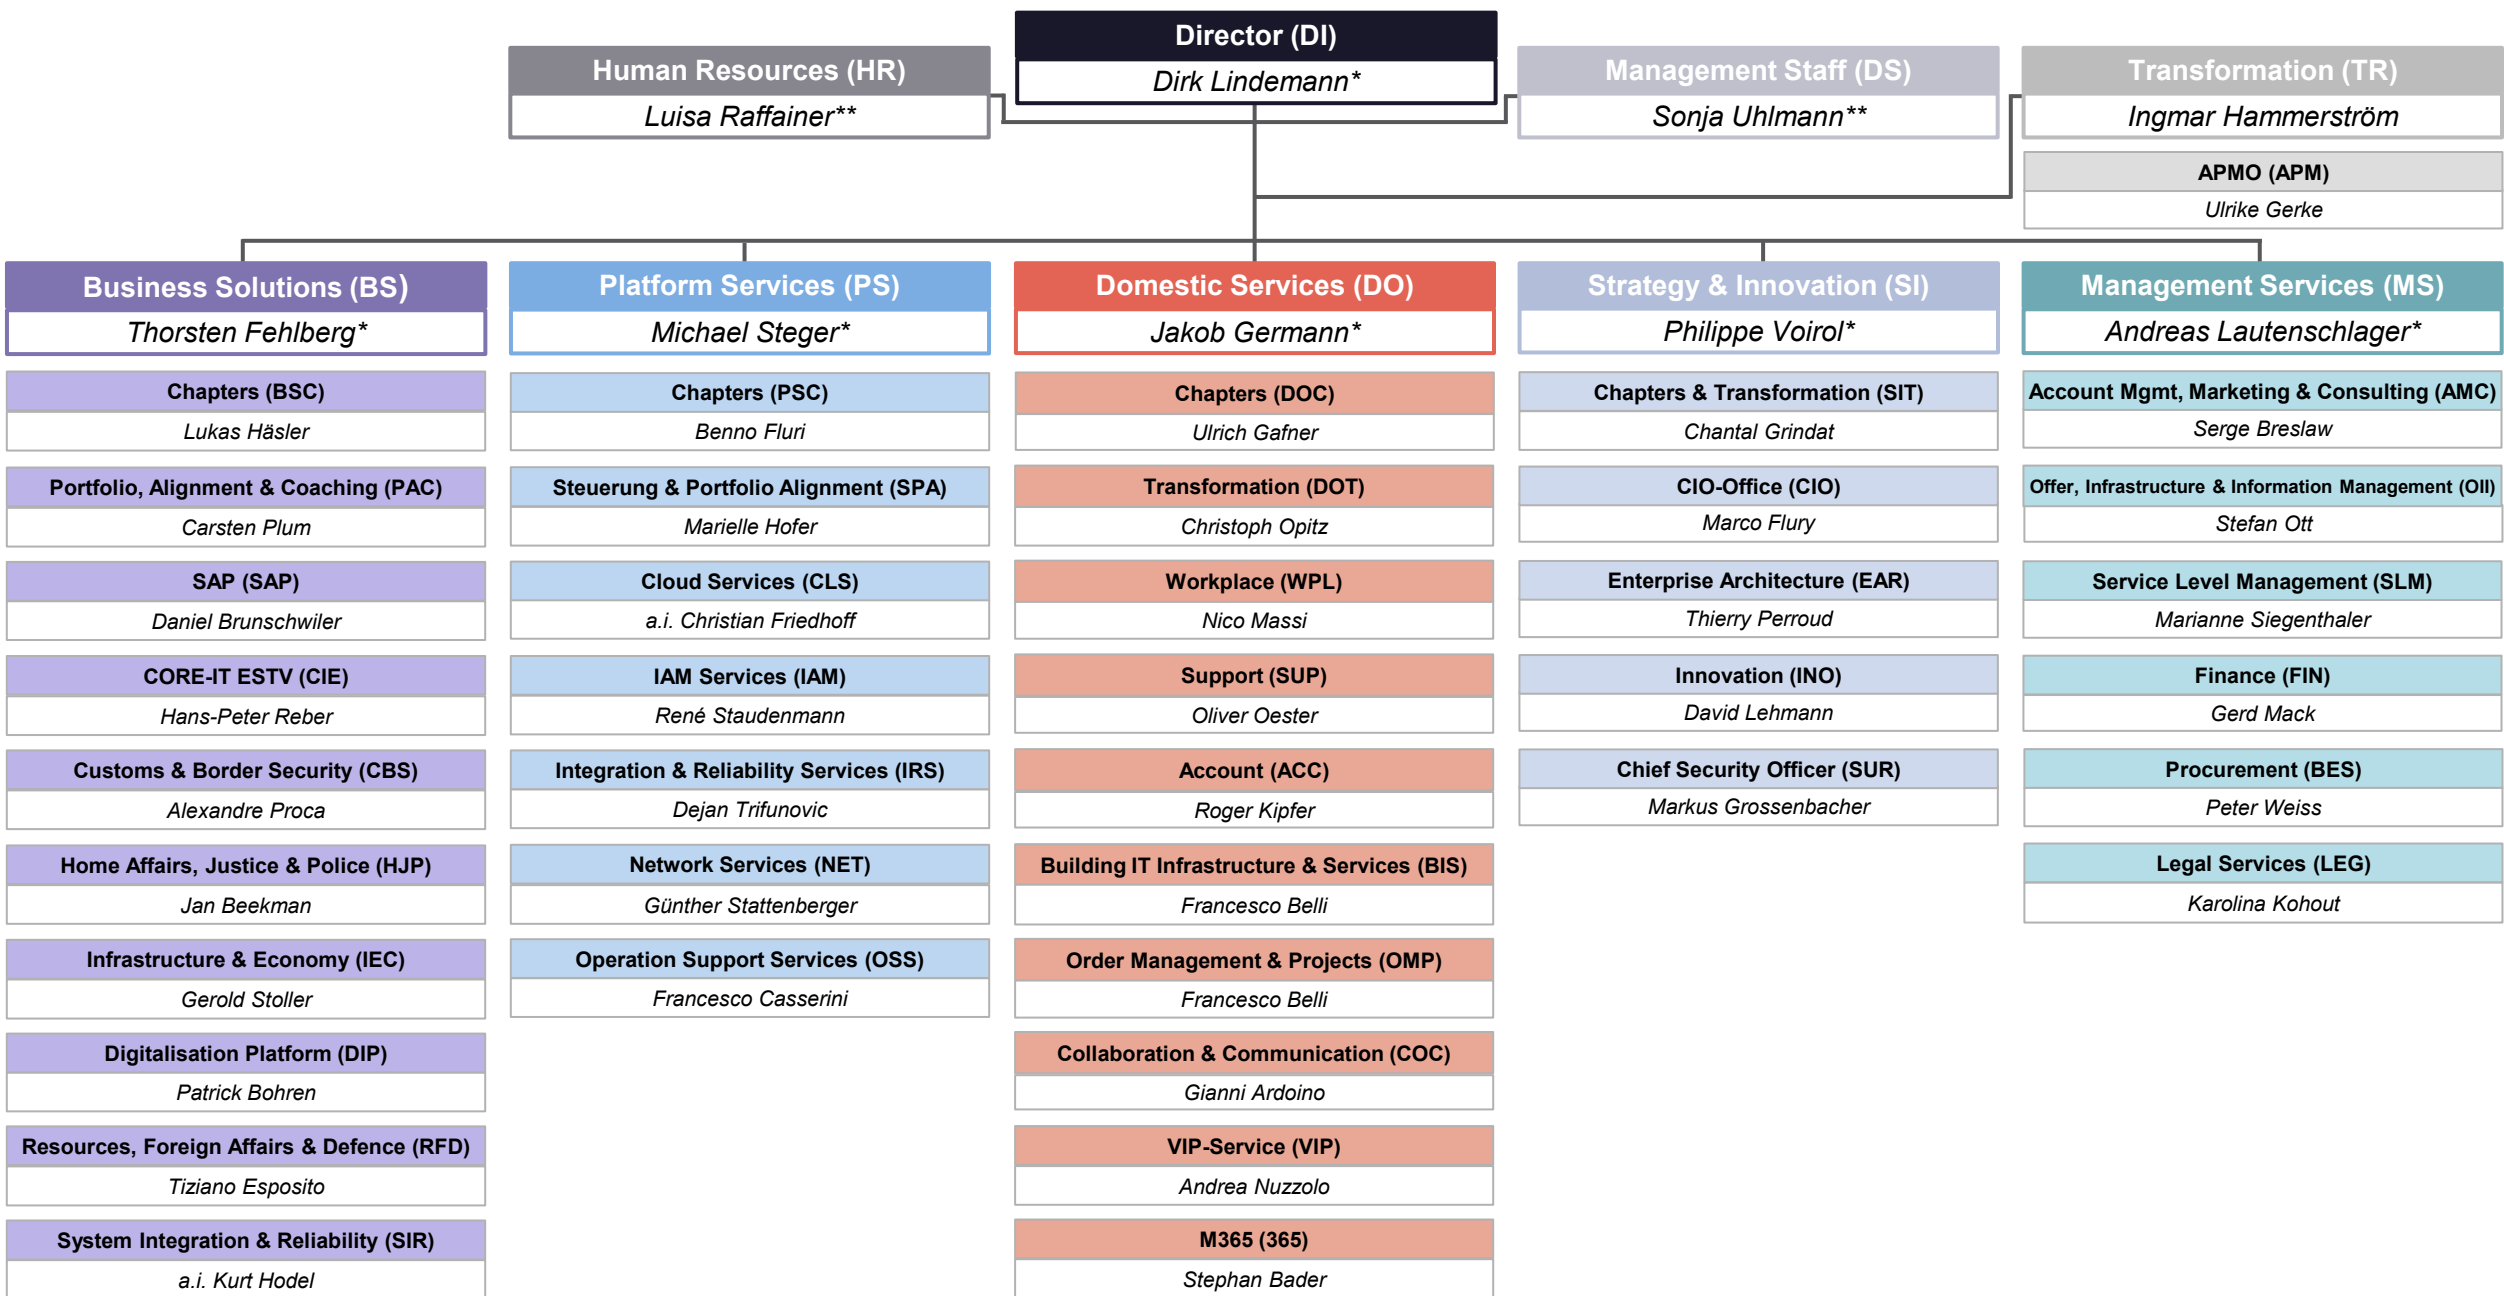 Director (DI)
Dirk Lindemann*
Human Resources (HR)
Luisa Raffainer**
Management Staff (DS)
Sonja Uhlmann**
Transformation (TR)
Ingmar Hammerström
APMO (APM)
Ulrike Gerke
Business Solutions (BS)
Thorsten Fehlberg*
Chapters (BSC)
Lukas Häsler
Portfolio, Alignment & Coaching (PAC)
Carsten Plum
SAP (SAP)
Daniel Brunschwiler
CORE-IT ESTV (CIE)
Hans-Peter Reber
Customs & Border Security (CBS)
Alexandre Proca
Home Affairs, Justice & Police (HJP)
Jan Beekman
Infrastructure & Economy (IEC)
Gerold Stoller
Digitalisation Platform (DIP)
Patrick Bohren
Resources, Foreign Affairs & Defence (RFD)
Tiziano Esposito
System Integration & Reliability (SIR)
a.i. Kurt Hodel
Platform Services (PS)
Michael Steger*
Chapters (PSC)
Benno Fluri
Steuerung & Portfolio Alignment (SPA)
Marielle Hofer
Cloud Services (CLS)
a.i. Christian Friedhoff
IAM Services (IAM)
René Staudenmann
Integration & Reliability Services (IRS)
Dejan Trifunovic
Network Services (NET)
Günther Stattenberger
Operation Support Services (OSS)
Francesco Casserini
Domestic Services (DO)
Jakob Germann*
Chapters (DOC)
Ulrich Gafner
Transformation (DOT)
Christoph Opitz
Workplace (WPL)
Nico Massi
Support (SUP)
Oliver Oester
Account (ACC)
Roger Kipfer
Building IT Infrastructure & Services (BIS)
Francesco Belli
Order Management & Projects (OMP)
Francesco Belli
Collaboration & Communication (COC)
Gianni Ardoino
VIP-Service (VIP)
Andrea Nuzzolo
M365 (365)
Stephan Bader
Strategy & Innovation (SI)
Philippe Voirol*
Chapters & Transformation (SIT)
Chantal Grindat
CIO-Office (CIO)
Marco Flury
Enterprise Architecture (EAR)
Thierry Perroud
Innovation (INO)
David Lehmann
Chief Security Officer (SUR)
Markus Grossenbacher
Management Services (MS)
Andreas Lautenschlager*
Account Mgmt, Marketing & Consulting (AMC)
Serge Breslaw
Offer, Infrastructure & Information Management (OII)
Stefan Ott
Service Level Management (SLM)
Marianne Siegenthaler
Finance (FIN)
Gerd Mack
Procurement (BES)
Peter Weiss
Legal Services (LEG)
Karolina Kohout